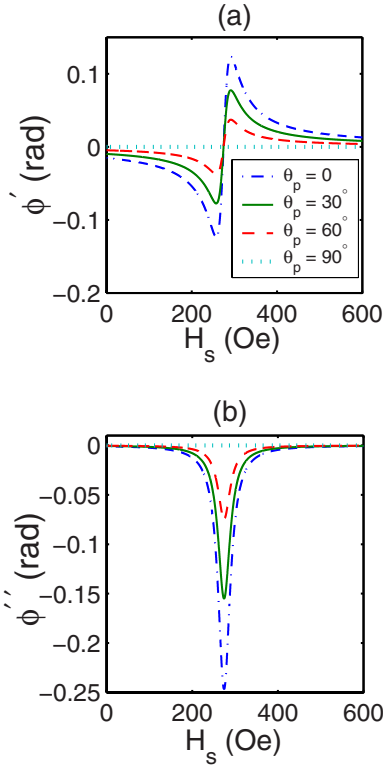 (a)
ϕ′ (rad)
0.1
0
−0.1
−0.2
θp = 0
θp = 30°
θp = 60°
θp = 90°
0 200 400 600
Hs (Oe)
(b)
ϕ′′ (rad)
0
−0.05
−0.1
−0.15
−0.2
−0.25
0 200 400 600
Hs (Oe)